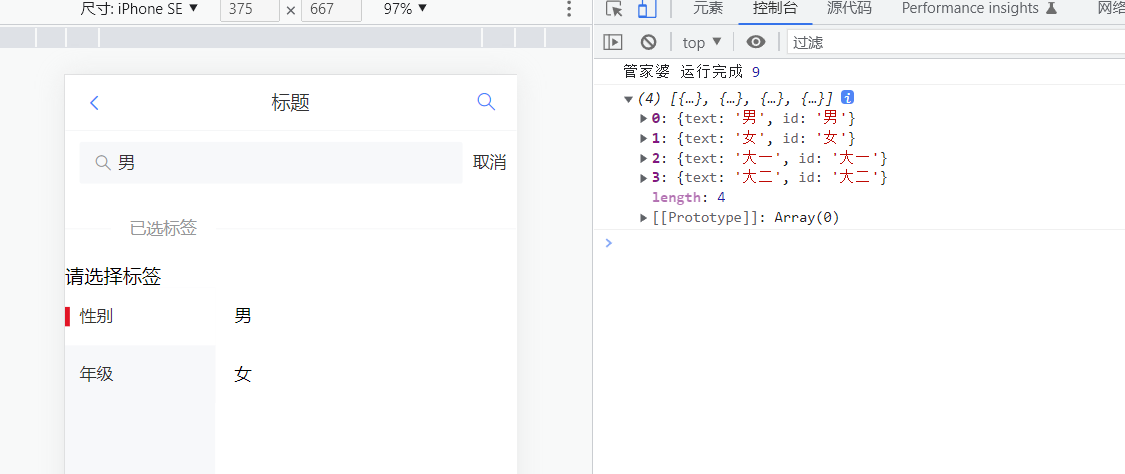 尺寸: iPhone SE ▼ 375 × 667 97% ▼
标题
男 取消
已选标签
请选择标签
性别 男
年级 女
元素 控制台 源代码 Performance insights 网络
top ▼ 过滤
管家婆 运行完成 9
▼(4) [{…}, {…}, {…}, {…}] i
▶0: {text: '男', id: '男'}
▶1: {text: '女', id: '女'}
▶2: {text: '大一', id: '大一'}
▶3: {text: '大二', id: '大二'}
length: 4
▶[[Prototype]]: Array(0)
>